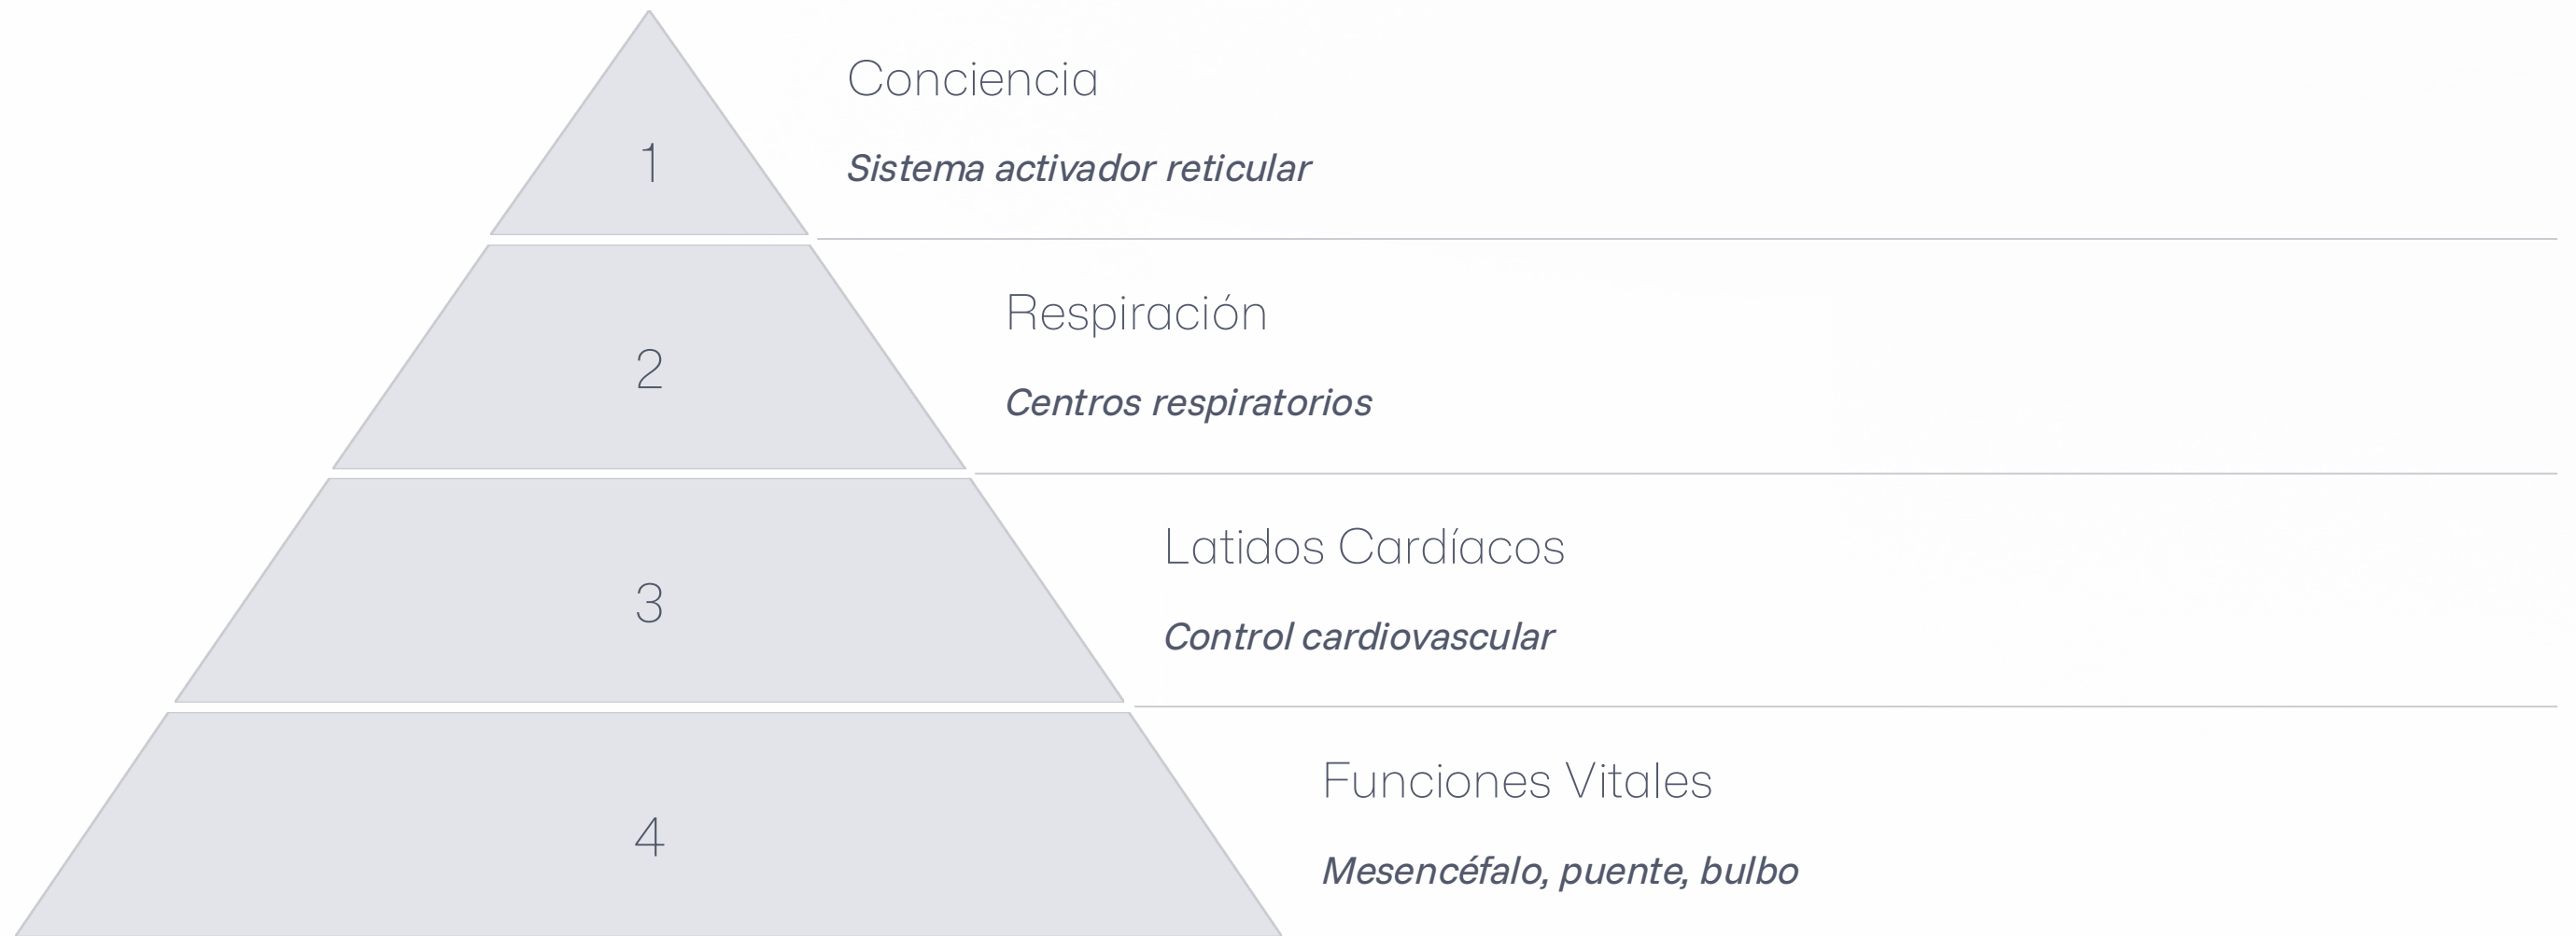 1
Conciencia
Sistema activador reticular
2
Respiración
Centros respiratorios
3
Latidos Cardíacos
Control cardiovascular
4
Funciones Vitales
Mesencéfalo, puente, bulbo